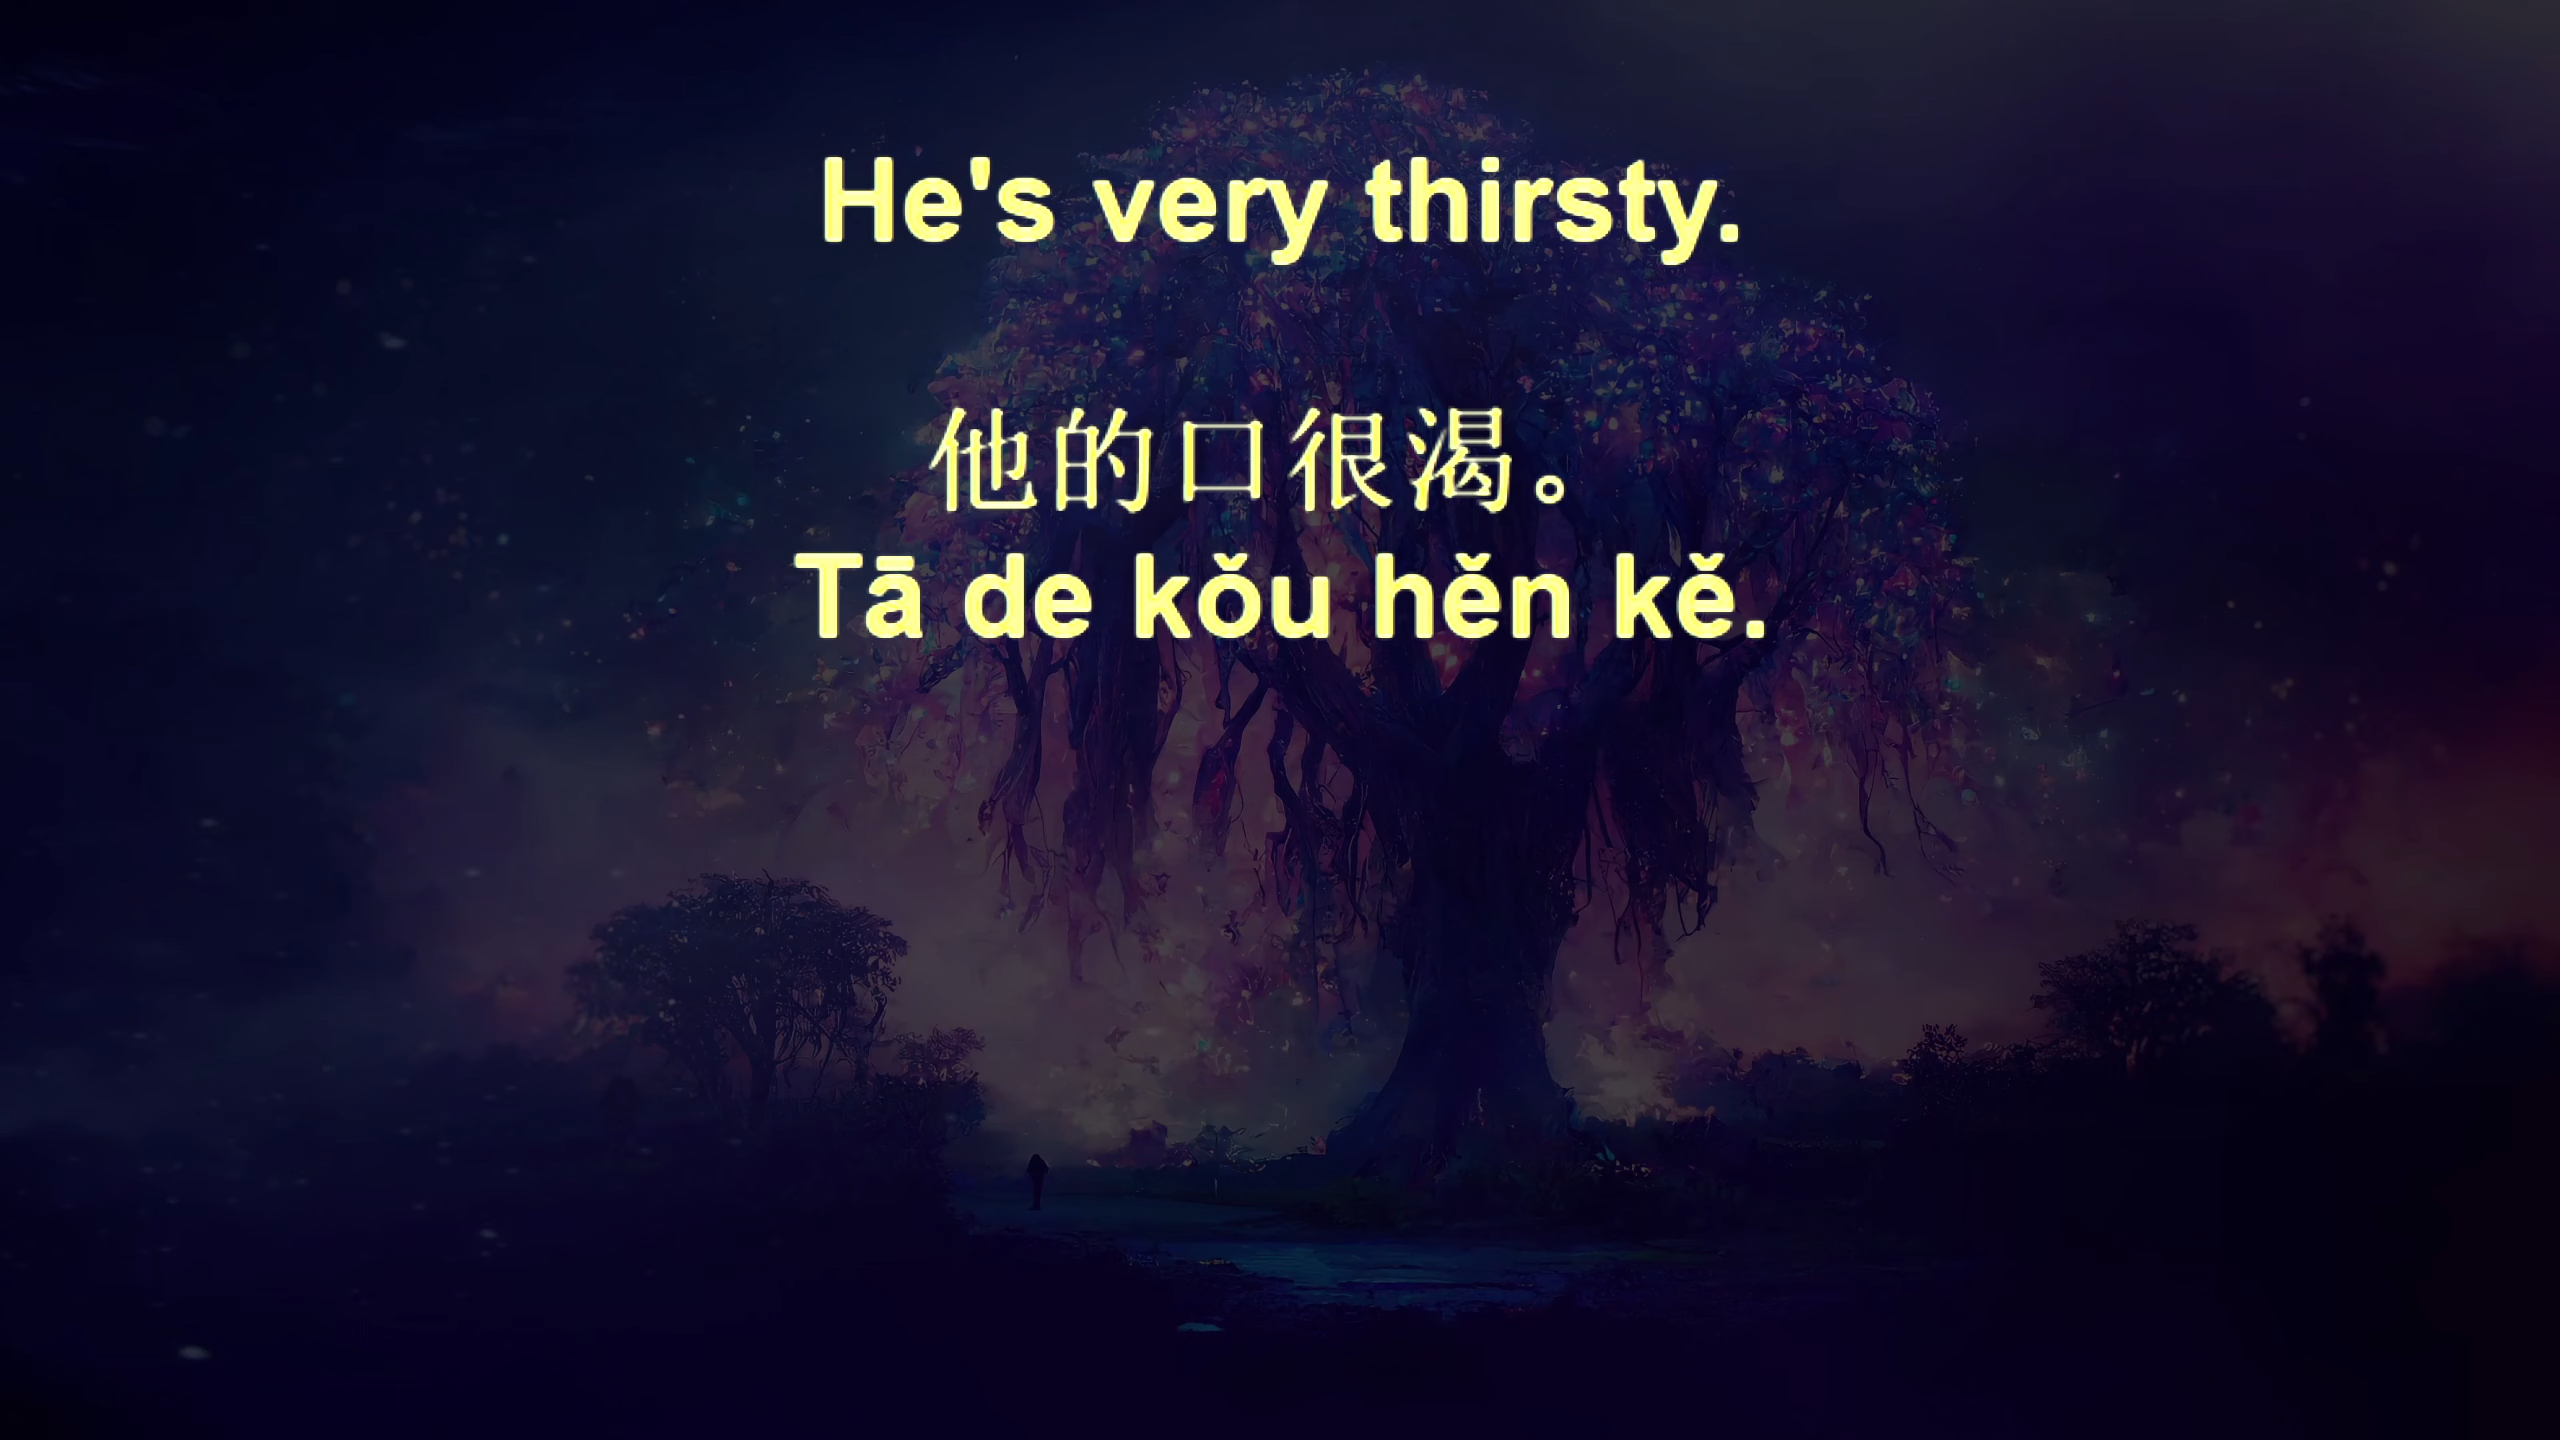 He's very thirsty.
他的口很渴。
Tā de kǒu hěn kě.